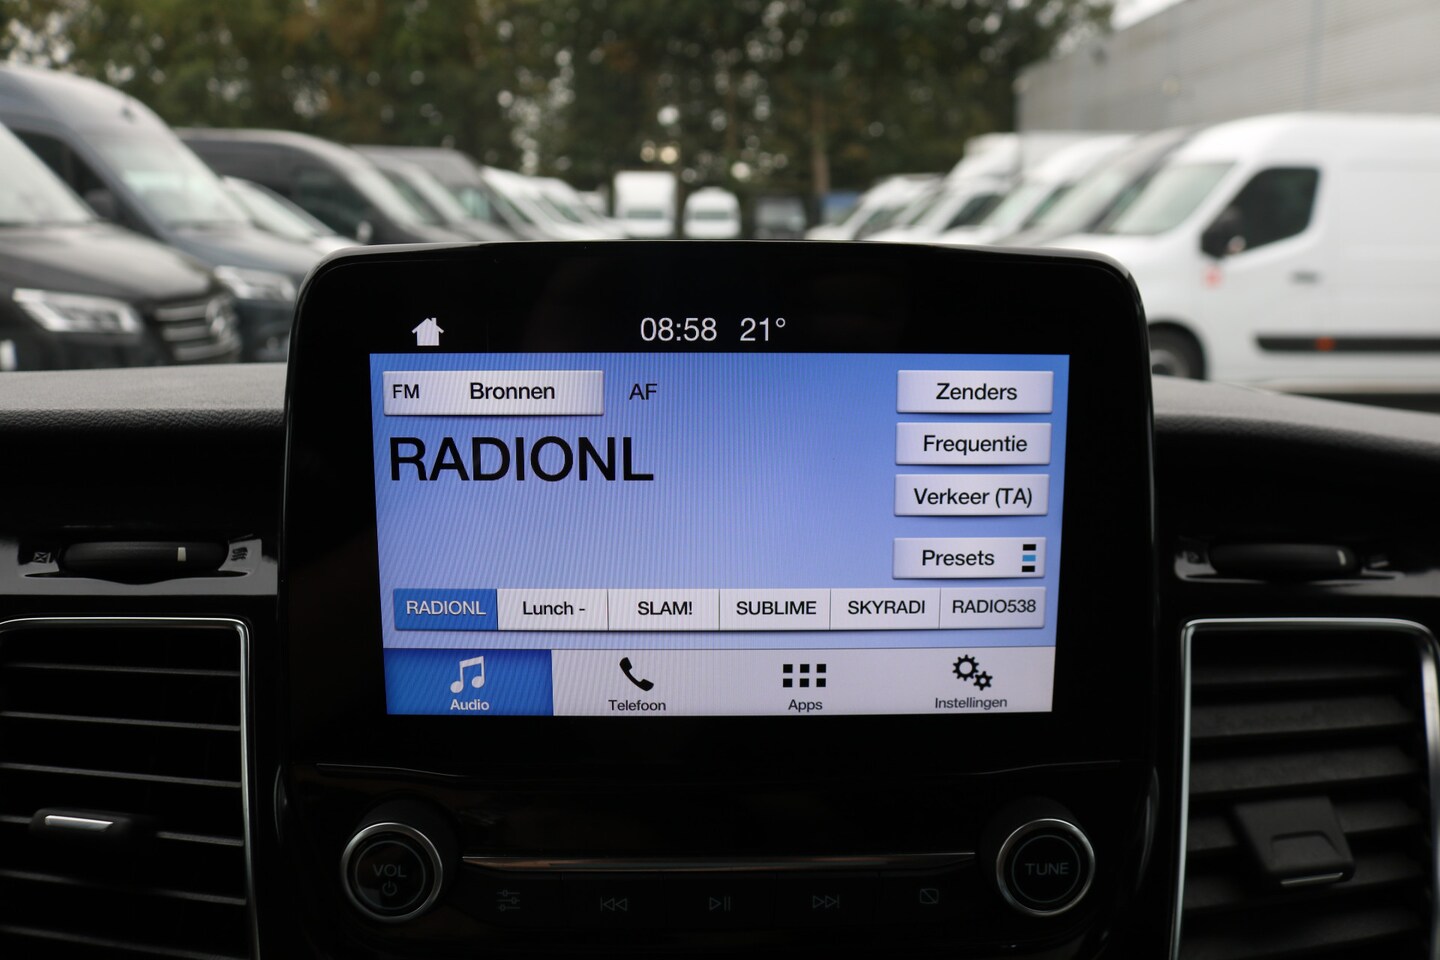 08:58 21°
FM Bronnen AF Zenders
RADIONL
Frequentie
Verkeer (TA)
Presets
RADIONL Lunch - SLAM! SUBLIME SKYRADI RADIO538
Audio Telefoon Apps Instellingen
VOL TUNE